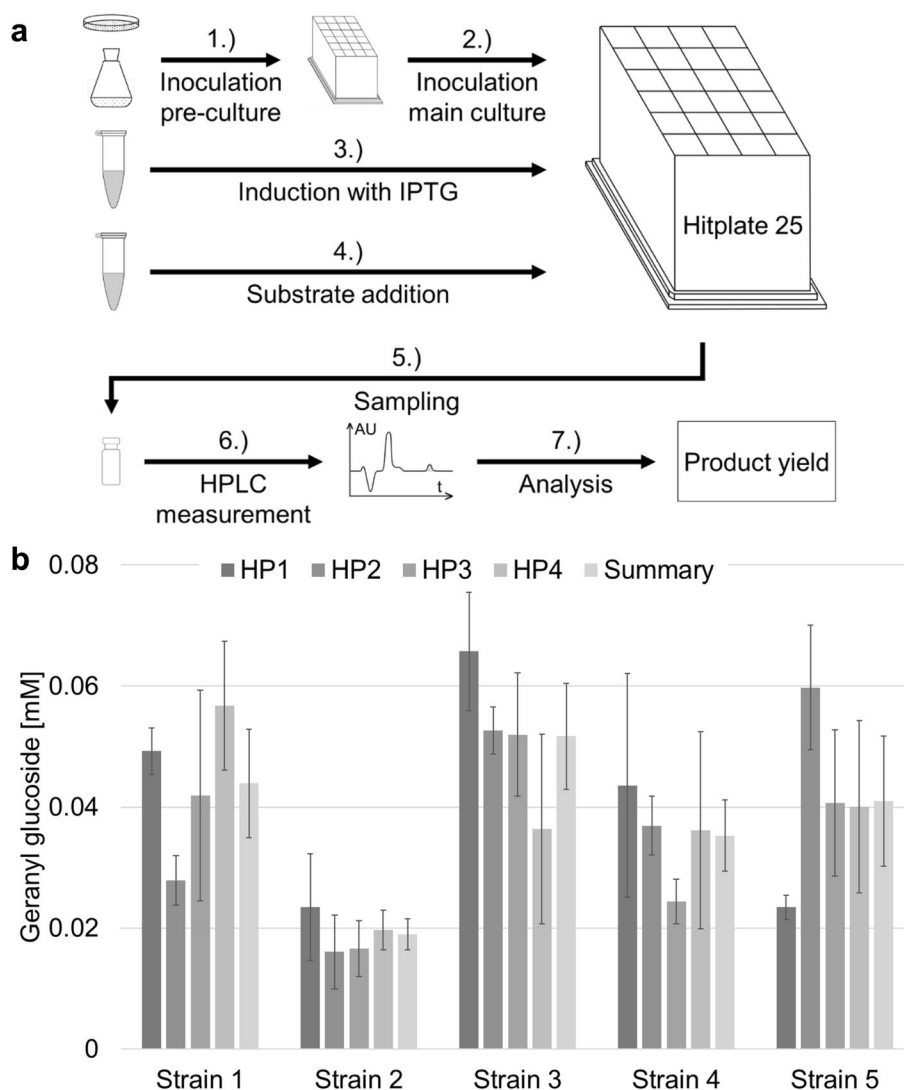 a
1.)
Inoculation
pre-culture
2.)
Inoculation
main culture
3.)
Induction with IPTG
Hitplate 25
4.)
Substrate addition
5.)
Sampling
6.)
HPLC
measurement
AU
t
7.)
Analysis
Product yield
b
HP1 HP2 HP3 HP4 Summary
Geranyl glucoside [mM]
0.08
0.06
0.04
0.02
0
Strain 1 Strain 2 Strain 3 Strain 4 Strain 5